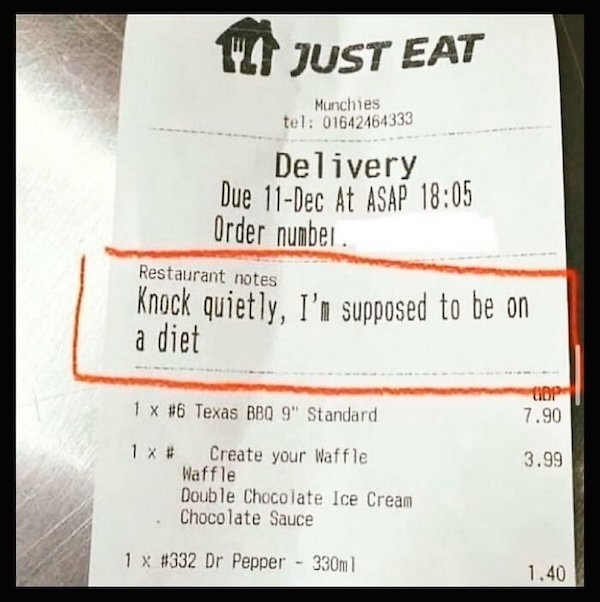 JUST EAT
Munchies
tel: 01642464333
Delivery
Due 11-Dec At ASAP 18:05
Order number
Restaurant notes
Knock quietly, I'm supposed to be on
a diet
GBP
1 x #6 Texas BBQ 9" Standard 7.90
1 x # Create your Waffle 3.99
Waffle
Double Chocolate Ice Cream
Chocolate Sauce
1 x #332 Dr Pepper - 330ml 1.40